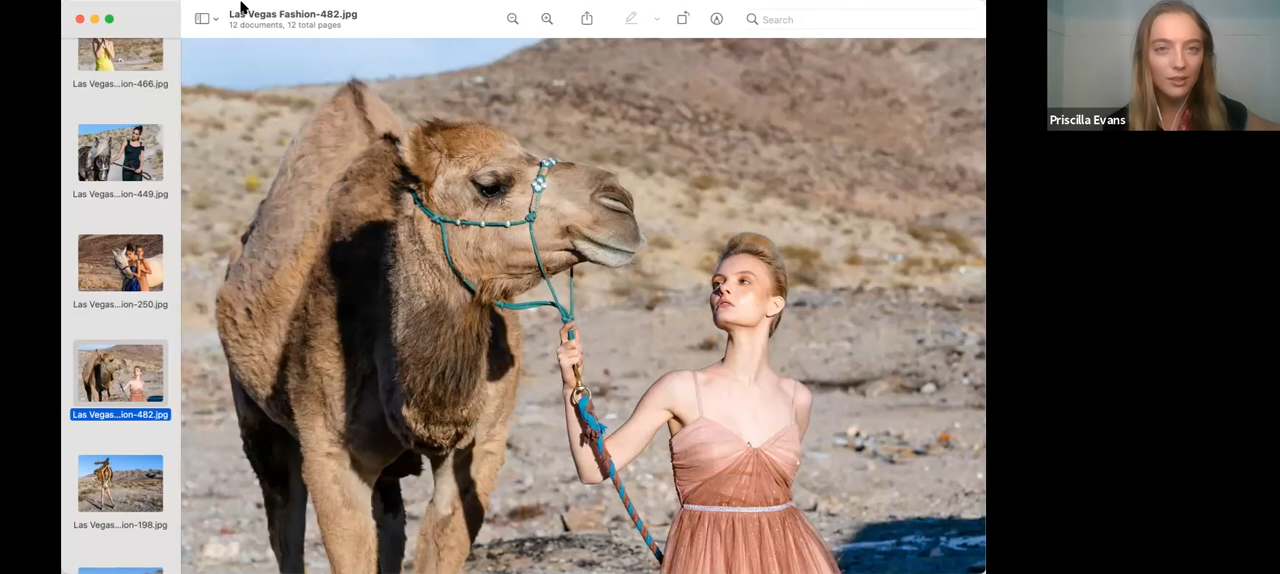 Las Vegas Fashion-482.jpg
12 documents, 12 total pages
Search
Las Vegas...ion-466.jpg
Las Vegas...ion-449.jpg
Las Vegas...ion-250.jpg
Las Vegas...ion-482.jpg
Las Vegas...ion-198.jpg
Priscilla Evans